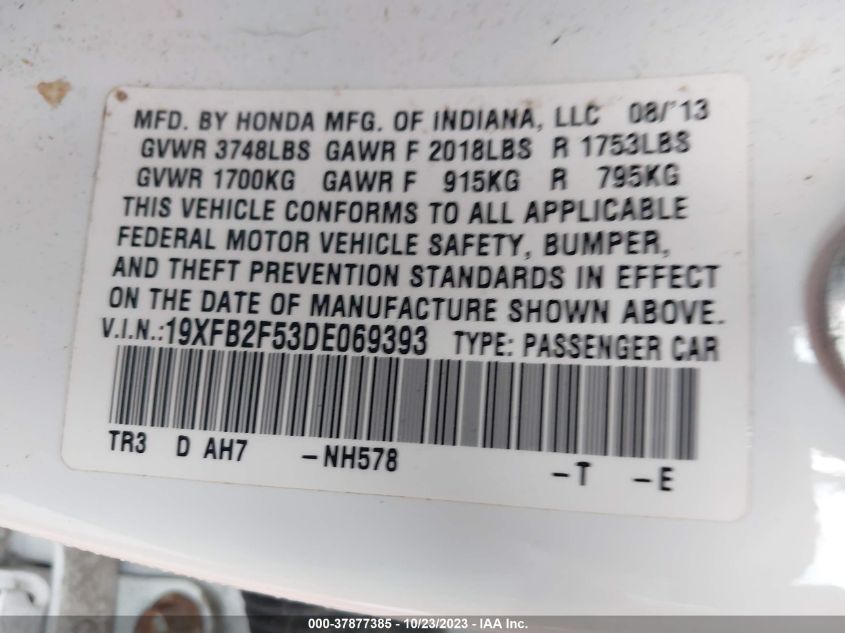 MFD. BY HONDA MFG. OF INDIANA, LLC 08/'13
GVWR 3748LBS GAWR F 2018LBS R 1753LBS
GVWR 1700KG GAWR F 915KG R 795KG
THIS VEHICLE CONFORMS TO ALL APPLICABLE
FEDERAL MOTOR VEHICLE SAFETY, BUMPER,
AND THEFT PREVENTION STANDARDS IN EFFECT
ON THE DATE OF MANUFACTURE SHOWN ABOVE.
V.I.N.:19XFB2F53DE069393 TYPE: PASSENGER CAR
TR3 D AH7 -NH578 -T -E
000-37877385 - 10/23/2023 - IAA Inc.